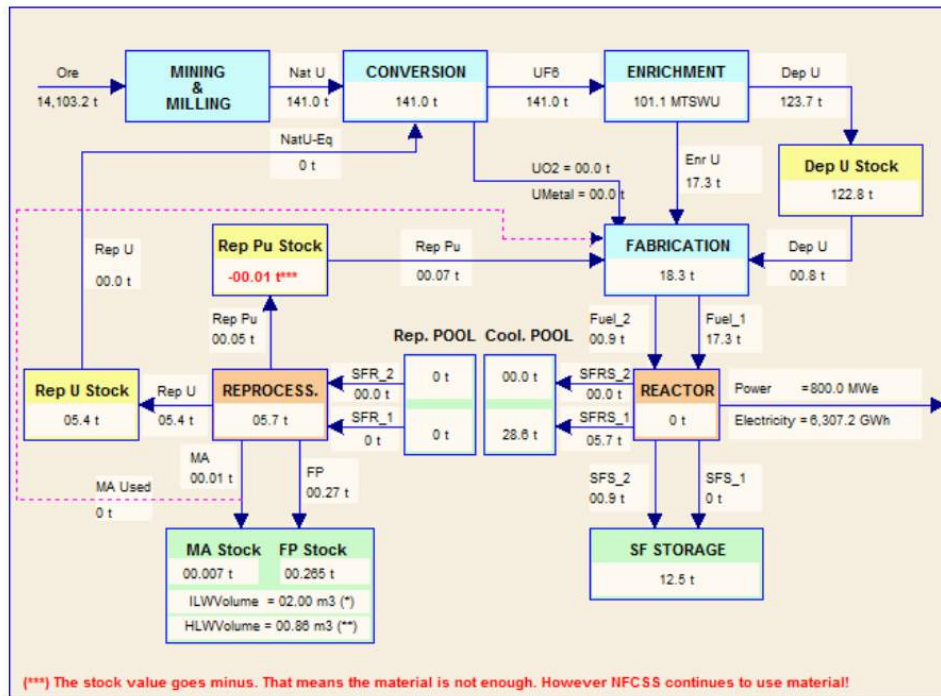 Ore
14,103.2 t
MINING
&
MILLING
Nat U
141.0 t
CONVERSION
141.0 t
UF6
141.0 t
ENRICHMENT
101.1 MTSWU
Dep U
123.7 t
NatU-Eq
0 t
UO2 = 00.0 t
UMetal = 00.0 t
Enr U
17.3 t
Dep U Stock
122.8 t
Rep U
00.0 t
Rep Pu Stock
-00.01 t***
Rep Pu
00.07 t
FABRICATION
18.3 t
Dep U
00.8 t
Rep Pu
00.05 t
Rep. POOL
Cool. POOL
Fuel_2
00.9 t
Fuel_1
17.3 t
Rep U Stock
05.4 t
Rep U
05.4 t
REPROCESS.
05.7 t
SFR_2
00.0 t
SFR_1
0 t
0 t
0 t
00.0 t
28.6 t
SFRS_2
00.0 t
SFRS_1
05.7 t
REACTOR
0 t
Power =800.0 MWe
Electricity = 6,307.2 GWh
MA
00.01 t
FP
00.27 t
MA Used
0 t
SFS_2
00.9 t
SFS_1
0 t
MA Stock
00.007 t
FP Stock
00.265 t
ILWVolume = 02.00 m3 (*)
HLWVolume = 00.86 m3 (**)
SF STORAGE
12.5 t
(***) The stock value goes minus. That means the material is not enough. However NFCSS continues to use material!